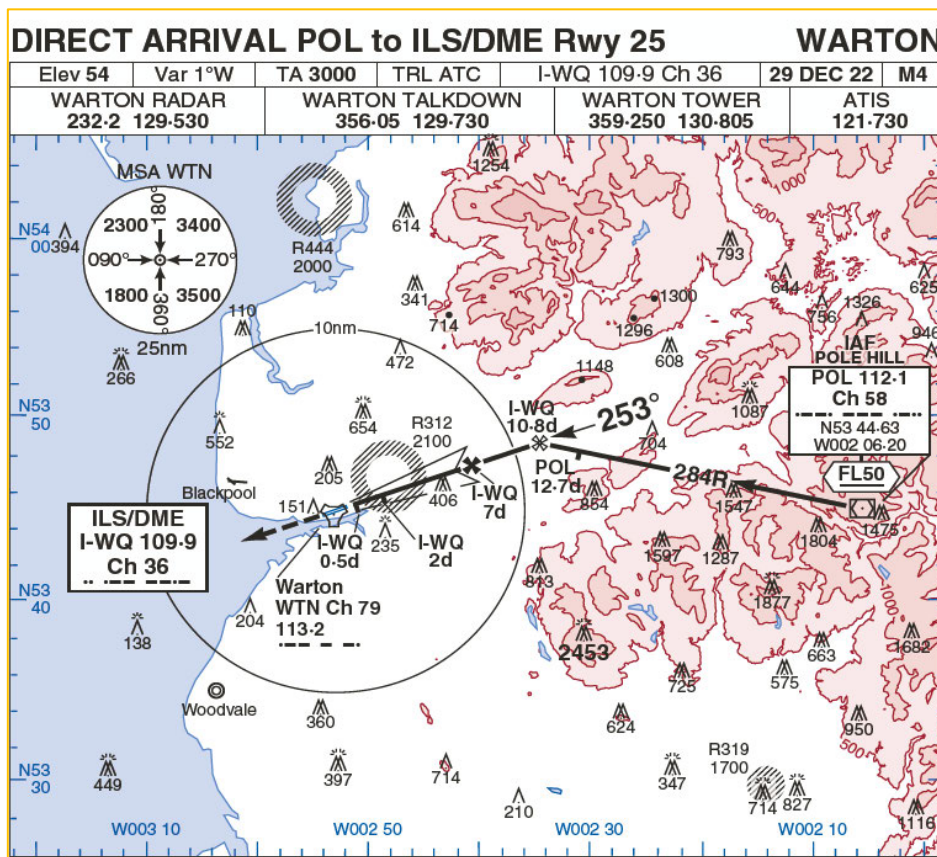 DIRECT ARRIVAL POL to ILS/DME Rwy 25 WARTON
Elev 54 Var 1°W TA 3000 TRL ATC I-WQ 109·9 Ch 36 29 DEC 22 M4
WARTON RADAR
232·2 129·530
WARTON TALKDOWN
356·05 129·730
WARTON TOWER
359·250 130·805
ATIS
121·730
MSA WTN
180°
2300 3400
090° 270°
1800 3500
360°
25nm
N54
00
394
R444
2000
614
1254
1000
500
793
644
625
756
1326
946
341
714
1300
1296
608
110
10nm
472
266
1148
IAF
POLE HILL
POL 112·1
Ch 58
N53 44·63
W002 06·20
FL50
N53
50
552
654
R312
2100
I-WQ
10·8d
253°
704
1087
205
406
I-WQ
7d
POL
12·7d
284R
1547
1475
Blackpool
151
ILS/DME
I-WQ 109·9
Ch 36
I-WQ
0·5d
235
I-WQ
2d
854
1597
1287
1804
N53
40
Warton
WTN Ch 79
113·2
204
138
813
1877
1000
2453
663
1682
725
575
Woodvale
360
624
950
500
N53
30
449
397
714
210
347
R319
1700
714
827
1116
W003 10 W002 50 W002 30 W002 10